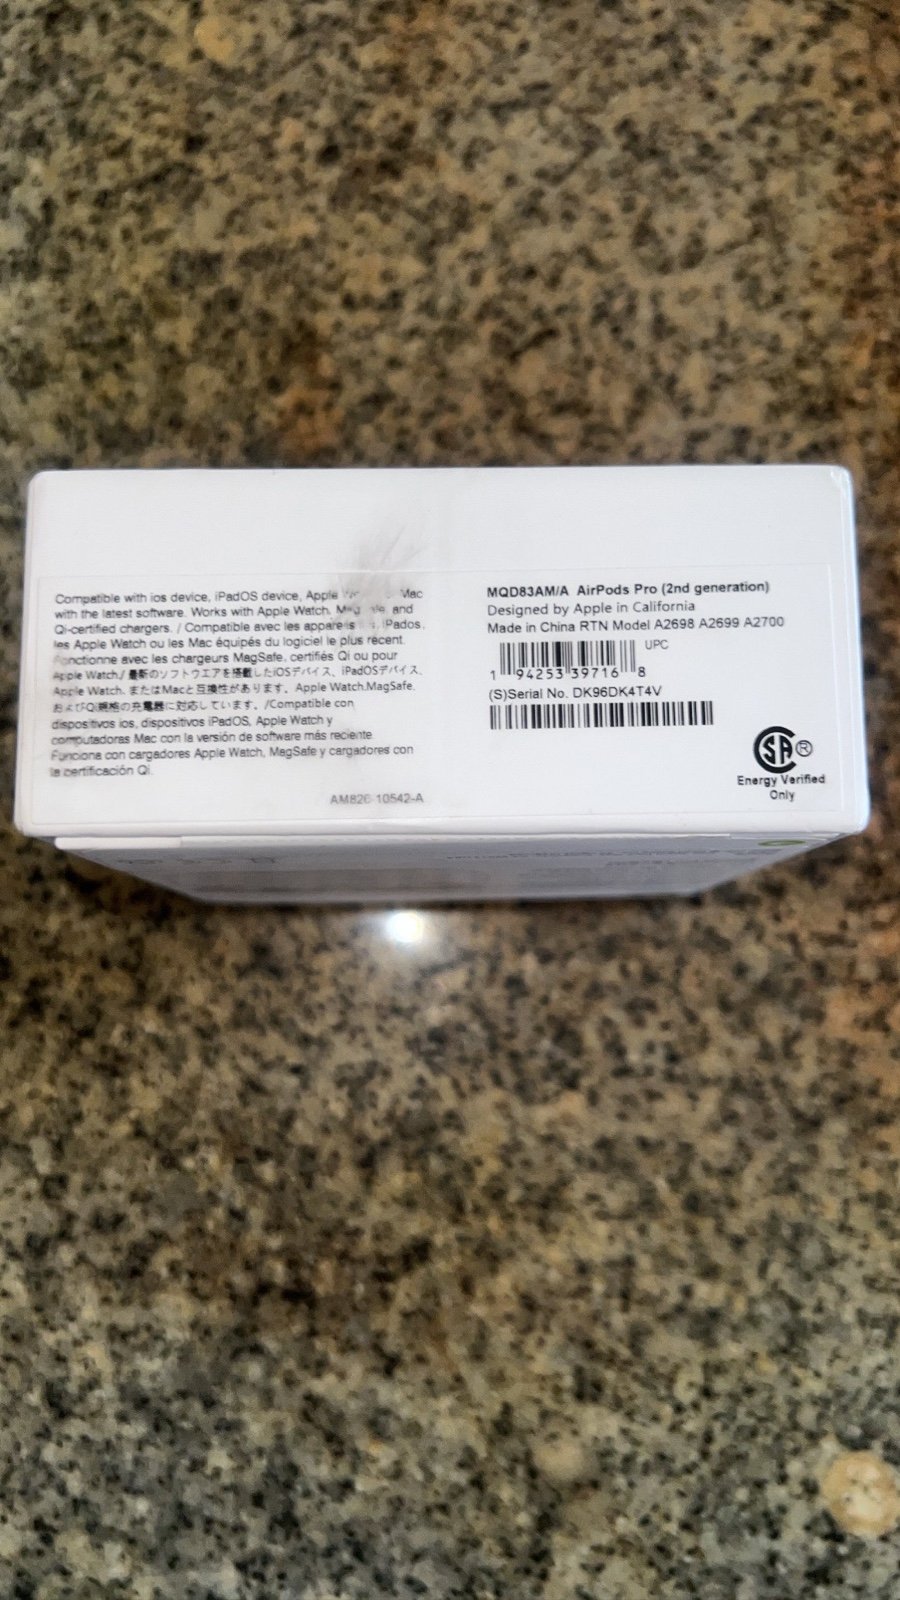 Compatible with ios device, iPadOS device, Apple Mac
with the latest software. Works with Apple Watch, and
Qi-certified chargers. / Compatible avec les appareils iPados,
les Apple Watch ou les Mac équipés du logiciel le plus récent.
Fonctionne avec les chargeurs MagSafe, certifiés Qi ou pour
Apple Watch./ 最新のソフトウエアを搭載したiOSデバイス、iPadOSデバイス、
Apple Watch. またはMacと互換性があります。Apple Watch.MagSafe.
およびQi規格の充電器に対応しています。/Compatible con
dispositivos ios, dispositivos iPadOS, Apple Watch y
computadoras Mac con la versión de software más reciente
Funciona con cargadores Apple Watch, MagSafe y cargadores con
la certificación Qi.
AM826-10542-A
MQD83AM/A AirPods Pro (2nd generation)
Designed by Apple in California
Made in China RTN Model A2698 A2699 A2700
UPC
1 94253 39716 8
(S)Serial No. DK96DK4T4V
SA ®
Energy Verified
Only